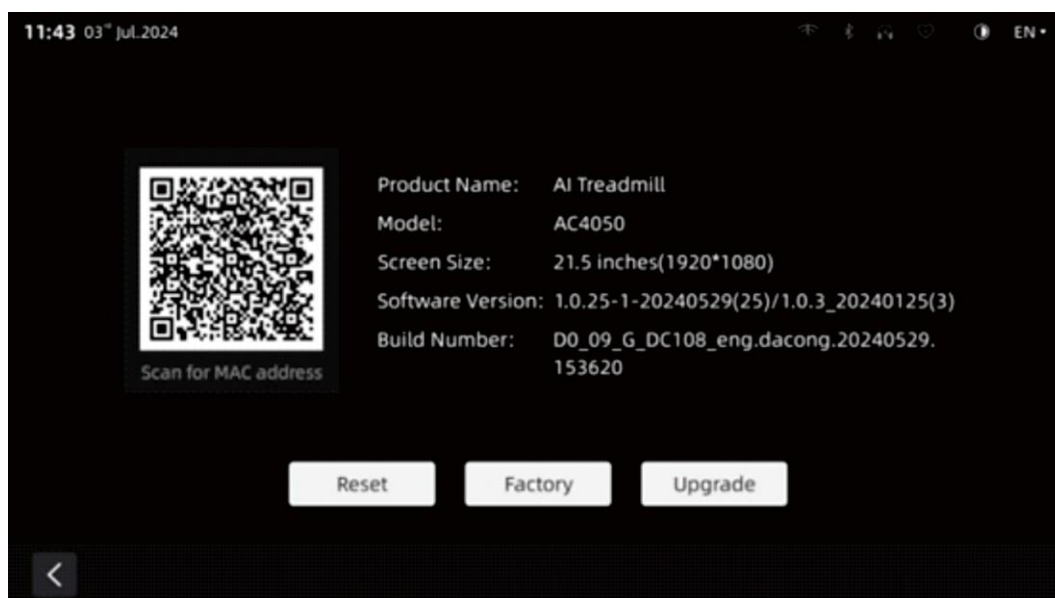 11:43 03rd Jul.2024
EN
Product Name: AI Treadmill
Model: AC4050
Screen Size: 21.5 inches(1920*1080)
Software Version: 1.0.25-1-20240529(25)/1.0.3_20240125(3)
Build Number: D0_09_G_DC108_eng.dacong.20240529.
153620
Scan for MAC address
Reset
Factory
Upgrade